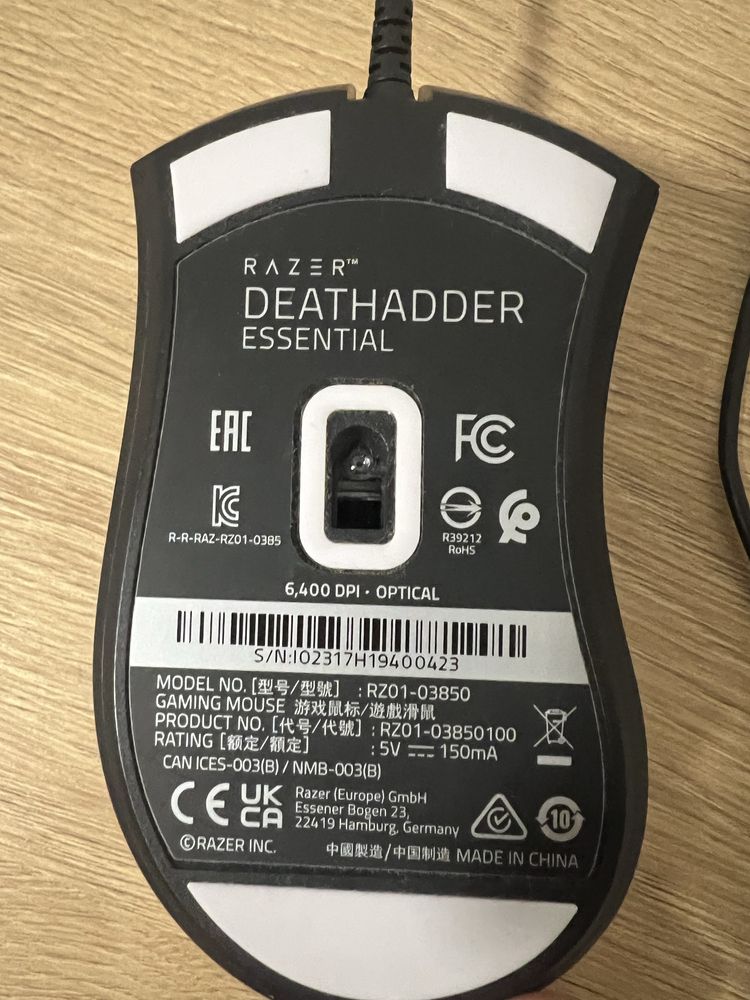 RAZER™
DEATHADDER
ESSENTIAL
EAC
FC
R-R-RAZ-RZ01-0385
R39212
RoHS
6,400 DPI · OPTICAL
S/N:IO2317H19400423
MODEL NO. [型号/型號] : RZ01-03850
GAMING MOUSE 游戏鼠标/遊戲滑鼠
PRODUCT NO. [代号/代號] : RZ01-03850100
RATING [额定/額定] : 5V ⎓ 150mA
CAN ICES-003(B) / NMB-003(B)
CE UK CA
Razer (Europe) GmbH
Essener Bogen 23,
22419 Hamburg, Germany
10
©RAZER INC.
中國製造/中国制造 MADE IN CHINA